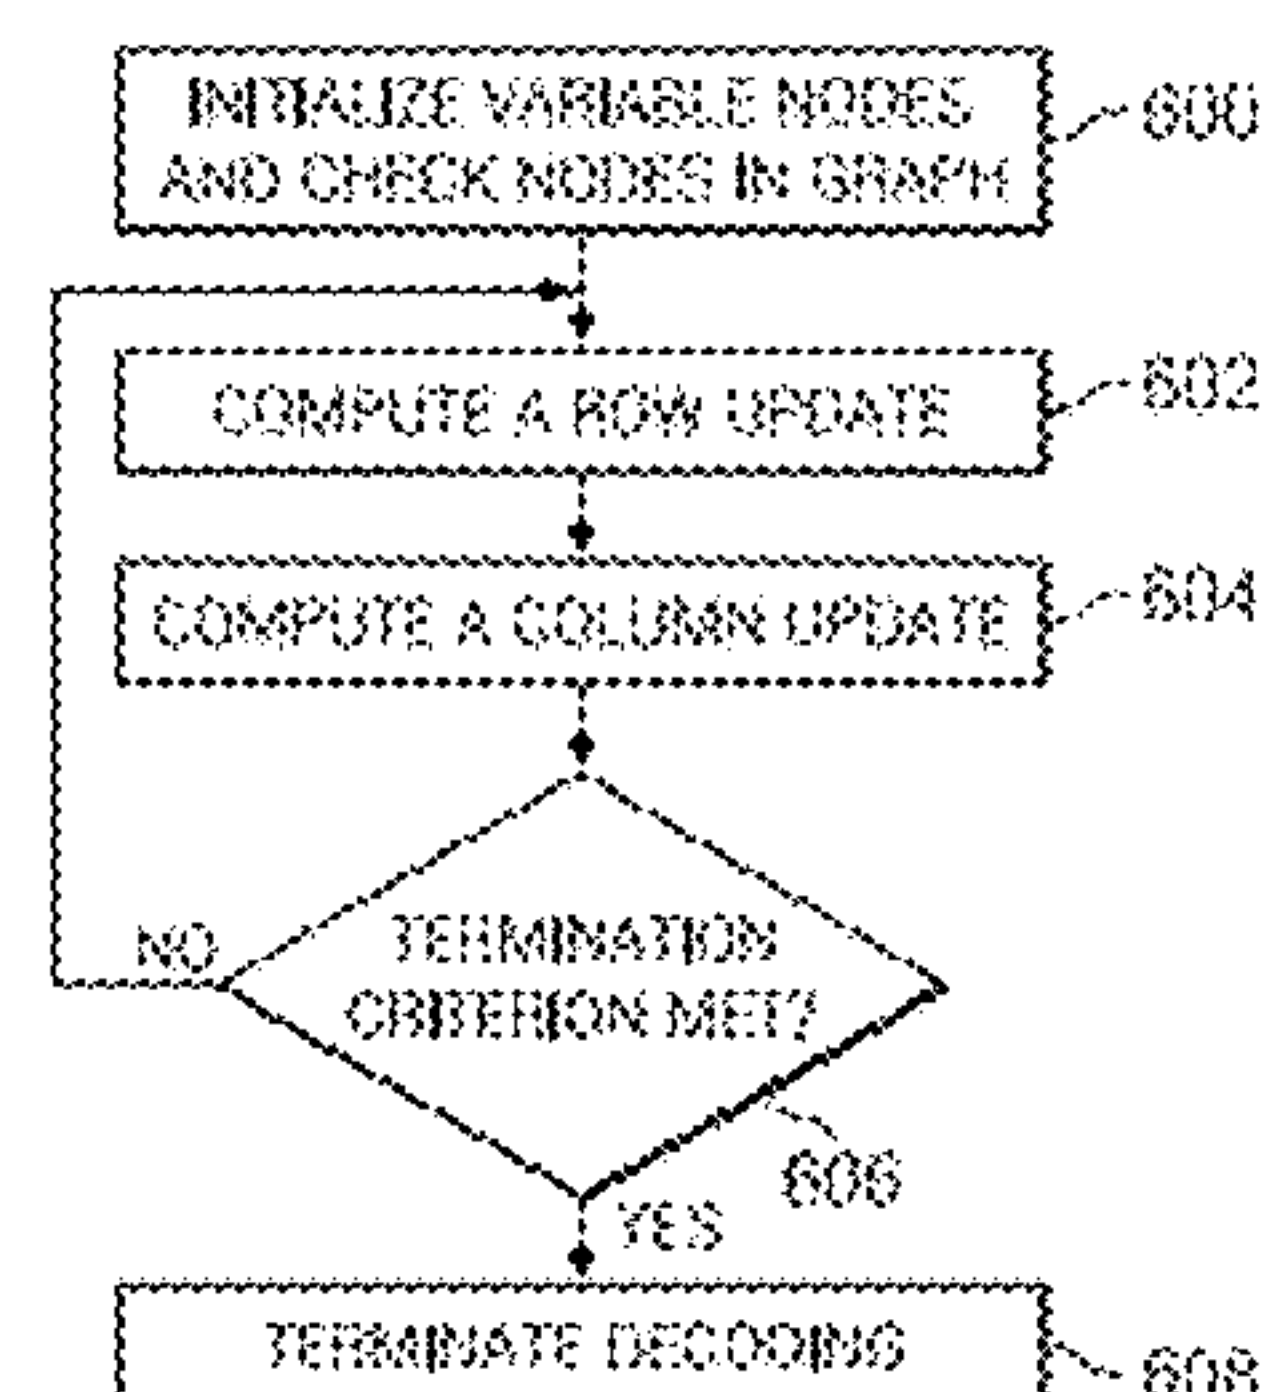 INITIALIZE VARIABLE NODES
AND CHECK NODES IN GRAPH
600
COMPUTE A ROW UPDATE
602
COMPUTE A COLUMN UPDATE
604
TERMINATION
CRITERION MET?
NO
606
YES
TERMINATE DECODING
608